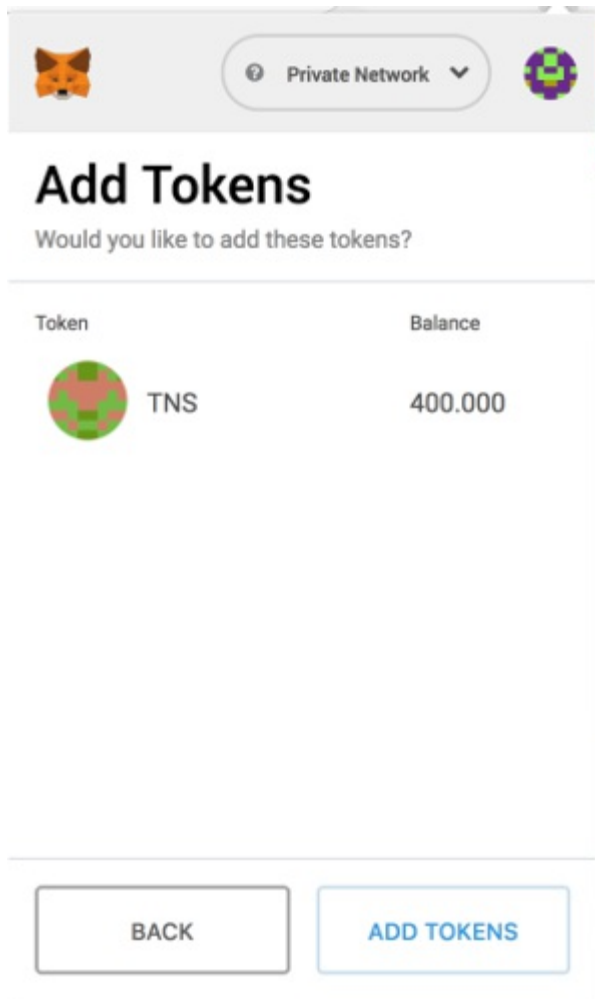 Private Network
Add Tokens
Would you like to add these tokens?
Token Balance
TNS 400.000
BACK ADD TOKENS